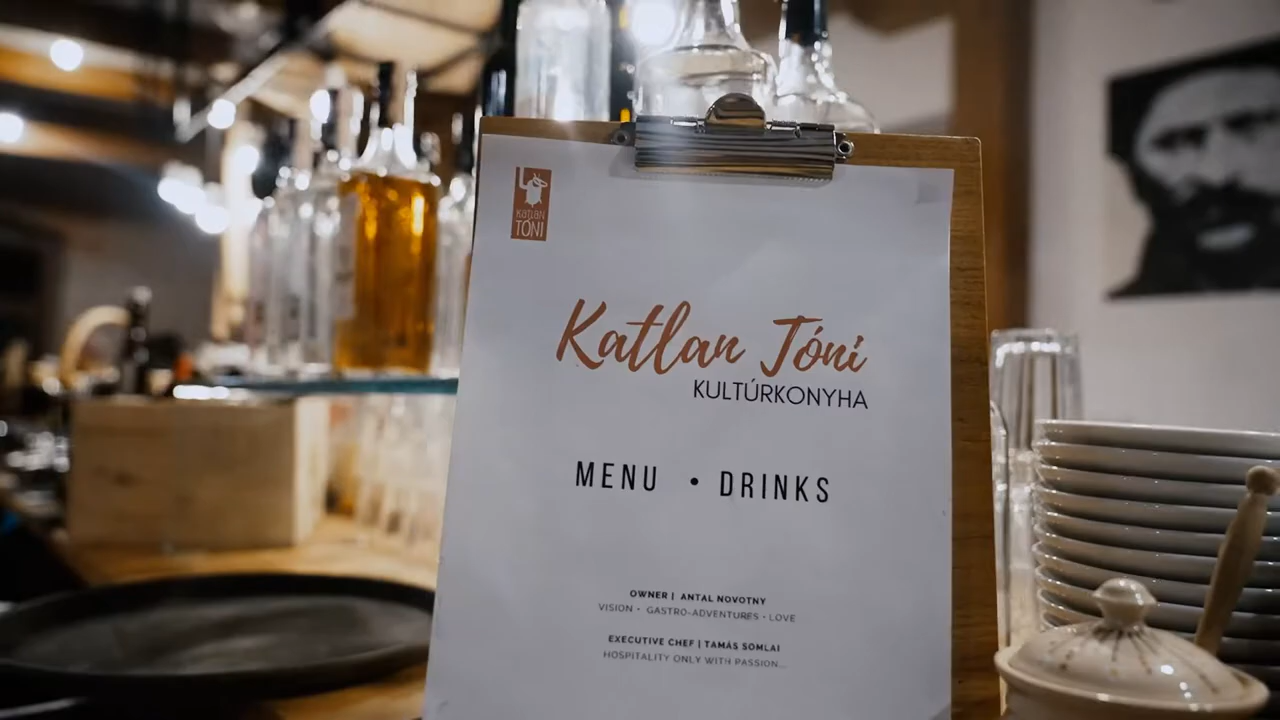 KATLAN
TÓNI
Katlan Tóni
KULTÚRKONYHA
MENU • DRINKS
OWNER | ANTAL NOVOTNY
VISION • GASTRO-ADVENTURES • LOVE
EXECUTIVE CHEF | TAMÁS SOMLAI
HOSPITALITY ONLY WITH PASSION...